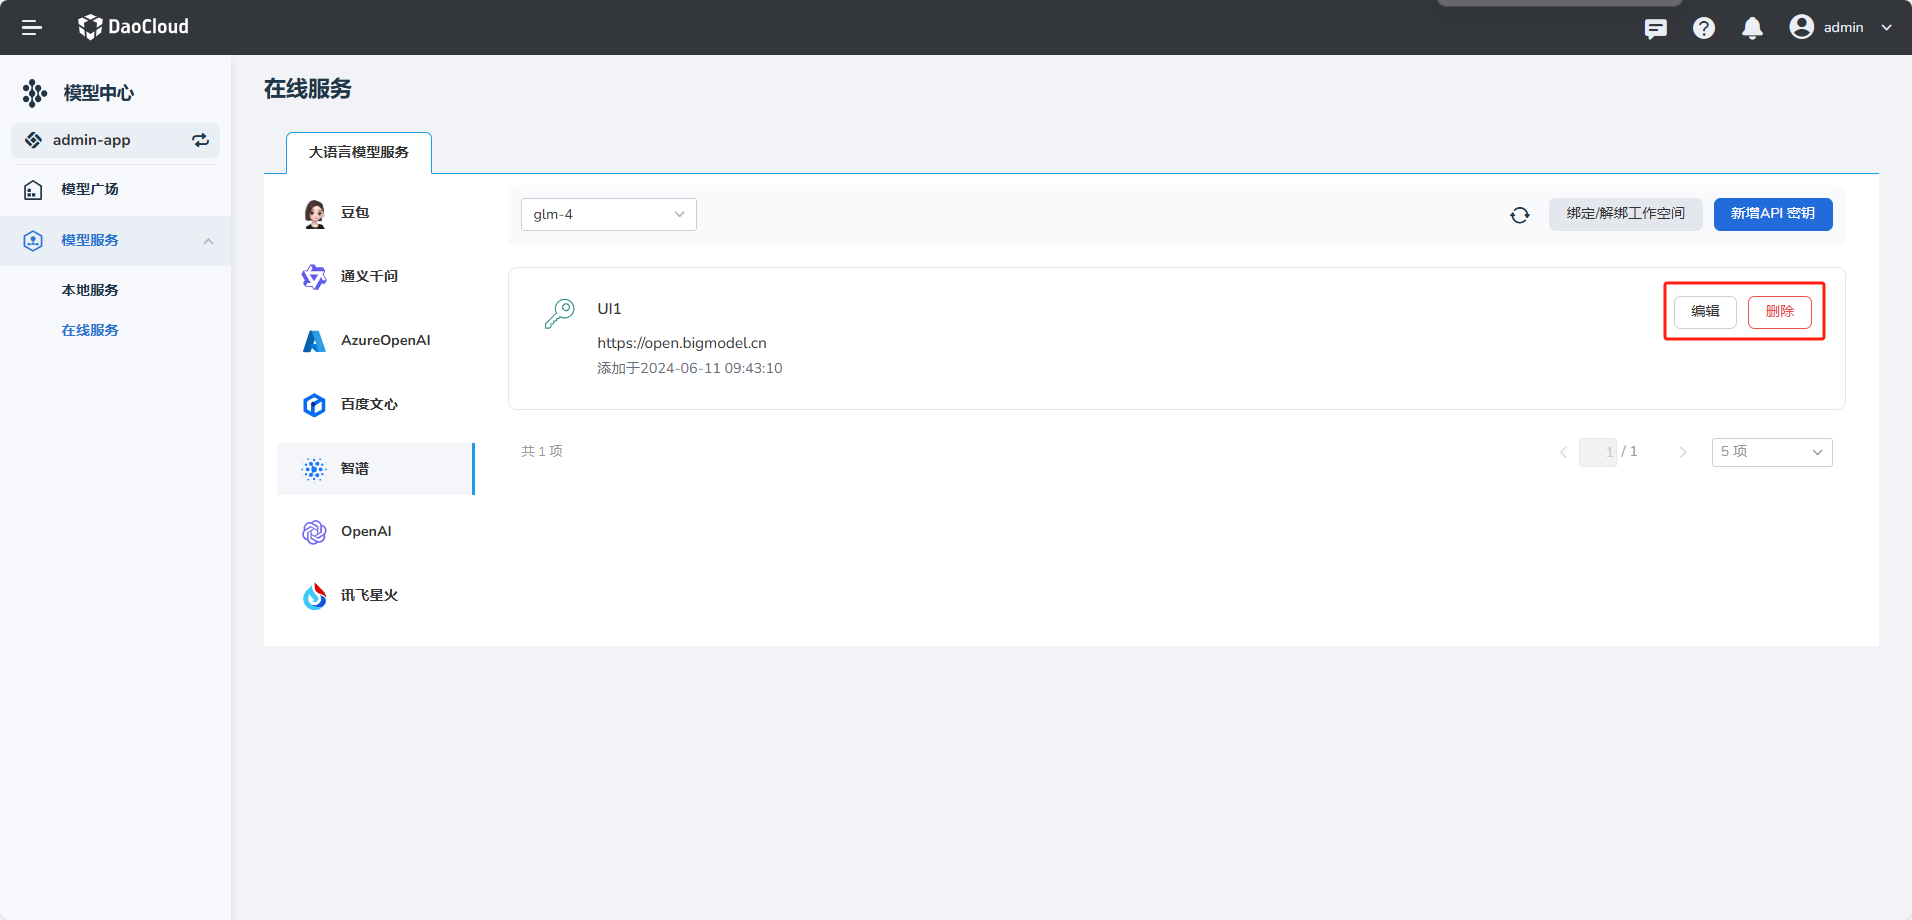 DaoCloud
admin
模型中心
admin-app
模型广场
模型服务
本地服务
在线服务
在线服务
大语言模型服务
豆包
通义千问
AzureOpenAI
百度文心
智谱
OpenAI
讯飞星火
glm-4
绑定/解绑工作空间
新增API 密钥
UI1
https://open.bigmodel.cn
添加于2024-06-11 09:43:10
编辑
删除
共 1 项
1 / 1
5 项